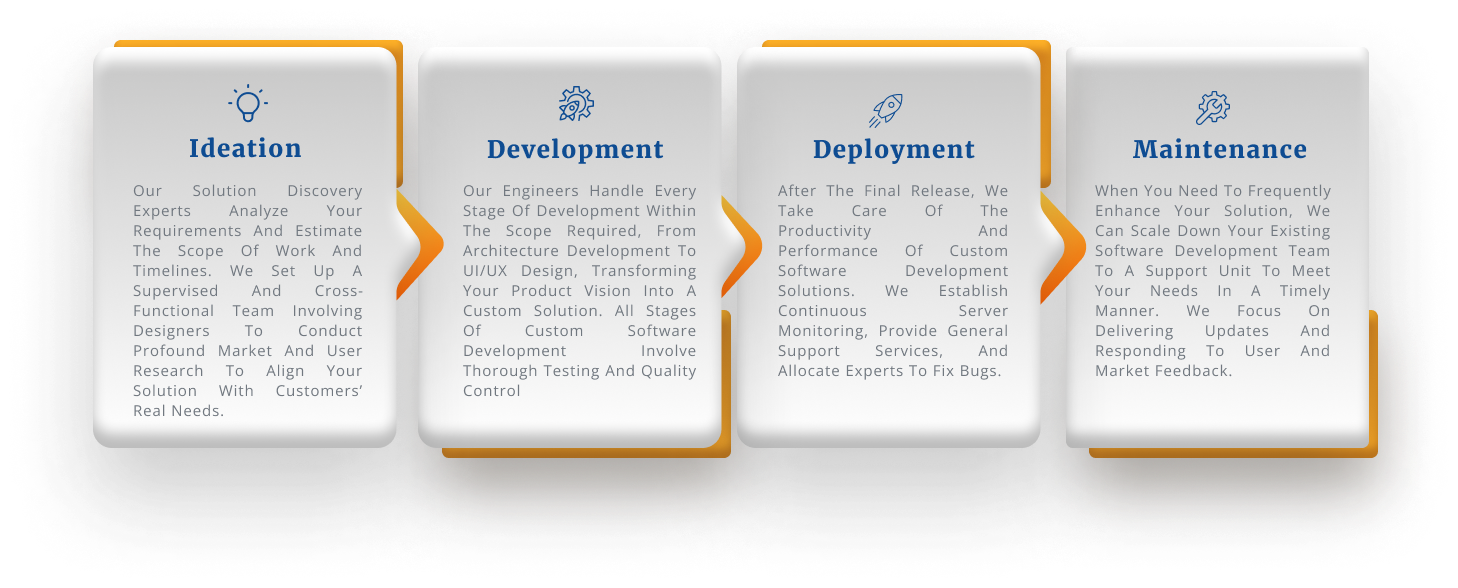 Ideation
Our Solution Discovery
Experts Analyze Your
Requirements And Estimate
The Scope Of Work And
Timelines. We Set Up A
Supervised And Cross-
Functional Team Involving
Designers To Conduct
Profound Market And User
Research To Align Your
Solution With Customers’
Real Needs.
Development
Our Engineers Handle Every
Stage Of Development Within
The Scope Required, From
Architecture Development To
UI/UX Design, Transforming
Your Product Vision Into A
Custom Solution. All Stages
Of Custom Software
Development Involve
Thorough Testing And Quality
Control
Deployment
After The Final Release, We
Take Care Of The
Productivity And
Performance Of Custom
Software Development
Solutions. We Establish
Continuous Server
Monitoring, Provide General
Support Services, And
Allocate Experts To Fix Bugs.
Maintenance
When You Need To Frequently
Enhance Your Solution, We
Can Scale Down Your Existing
Software Development Team
To A Support Unit To Meet
Your Needs In A Timely
Manner. We Focus On
Delivering Updates And
Responding To User And
Market Feedback.